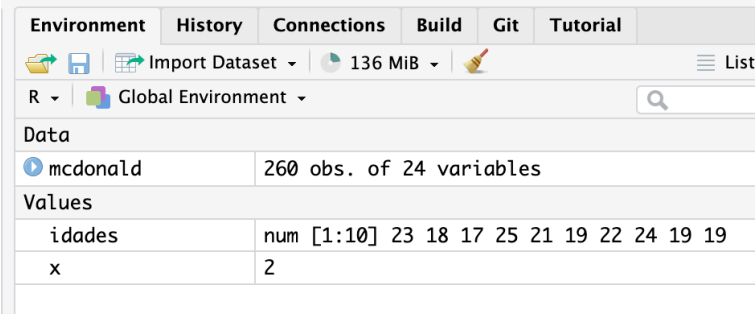 Environment History Connections Build Git Tutorial
Import Dataset 136 MiB List
R Global Environment
Data
mcdonald 260 obs. of 24 variables
Values
idades num [1:10] 23 18 17 25 21 19 22 24 19 19
x 2